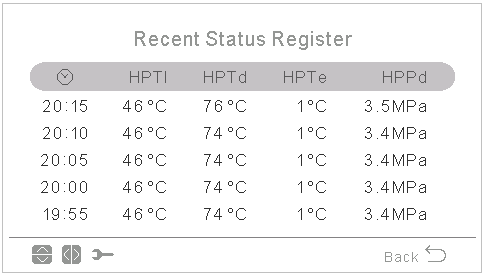 Recent Status Register
HPTl HPTd HPTe HPPd
20:15 46°C 76°C 1°C 3.5MPa
20:10 46°C 74°C 1°C 3.4MPa
20:05 46°C 74°C 1°C 3.4MPa
20:00 46°C 74°C 1°C 3.4MPa
19:55 46°C 74°C 1°C 3.4MPa
Back